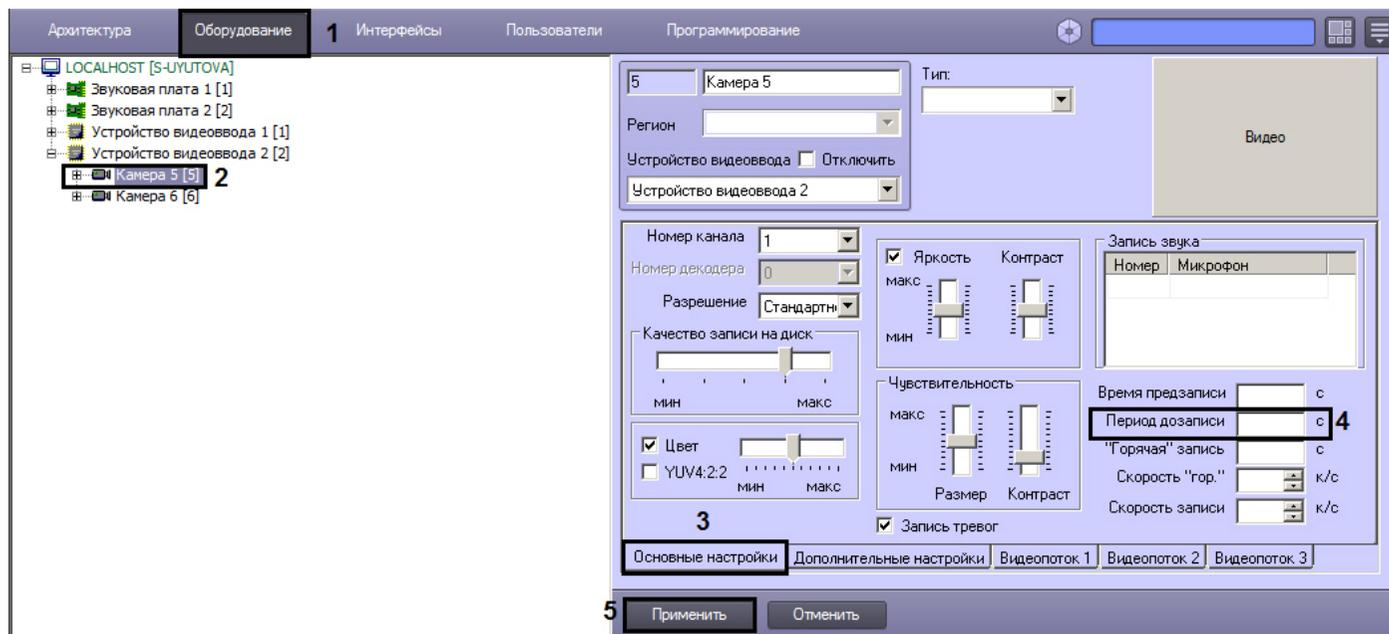 Архитектура Оборудование 1 Интерфейсы Пользователи Программирование
LOCALHOST [S-UYUTOVA]
Звуковая плата 1 [1]
Звуковая плата 2 [2]
Устройство видеоввода 1 [1]
Устройство видеоввода 2 [2]
Камера 5 [5] 2
Камера 6 [6]
5 Камера 5
Тип:
Регион
Устройство видеоввода Отключить
Устройство видеоввода 2
Видео
Номер канала 1
Номер декодера 0
Разрешение Стандартн
Качество записи на диск
мин макс
Цвет
YUV4:2:2
мин макс
Яркость Контраст
макс
мин
Чувствительность
макс
мин
Размер Контраст
Запись тревог
Запись звука
Номер Микрофон
Время предзаписи с
Период дозаписи с 4
"Горячая" запись с
Скорость "гор." к/с
Скорость записи к/с
3
Основные настройки Дополнительные настройки Видеопоток 1 Видеопоток 2 Видеопоток 3
5 Применить Отменить